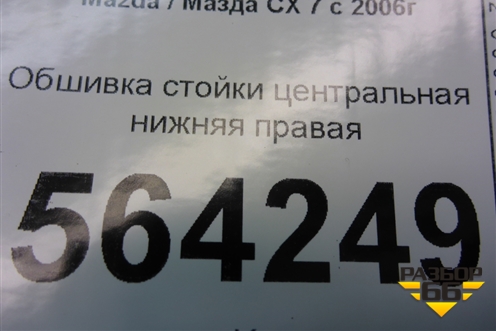 Mazda / Мазда CX 7 с 2006г
Обшивка стойки центральная
нижняя правая
564249
РАЗБОР
66